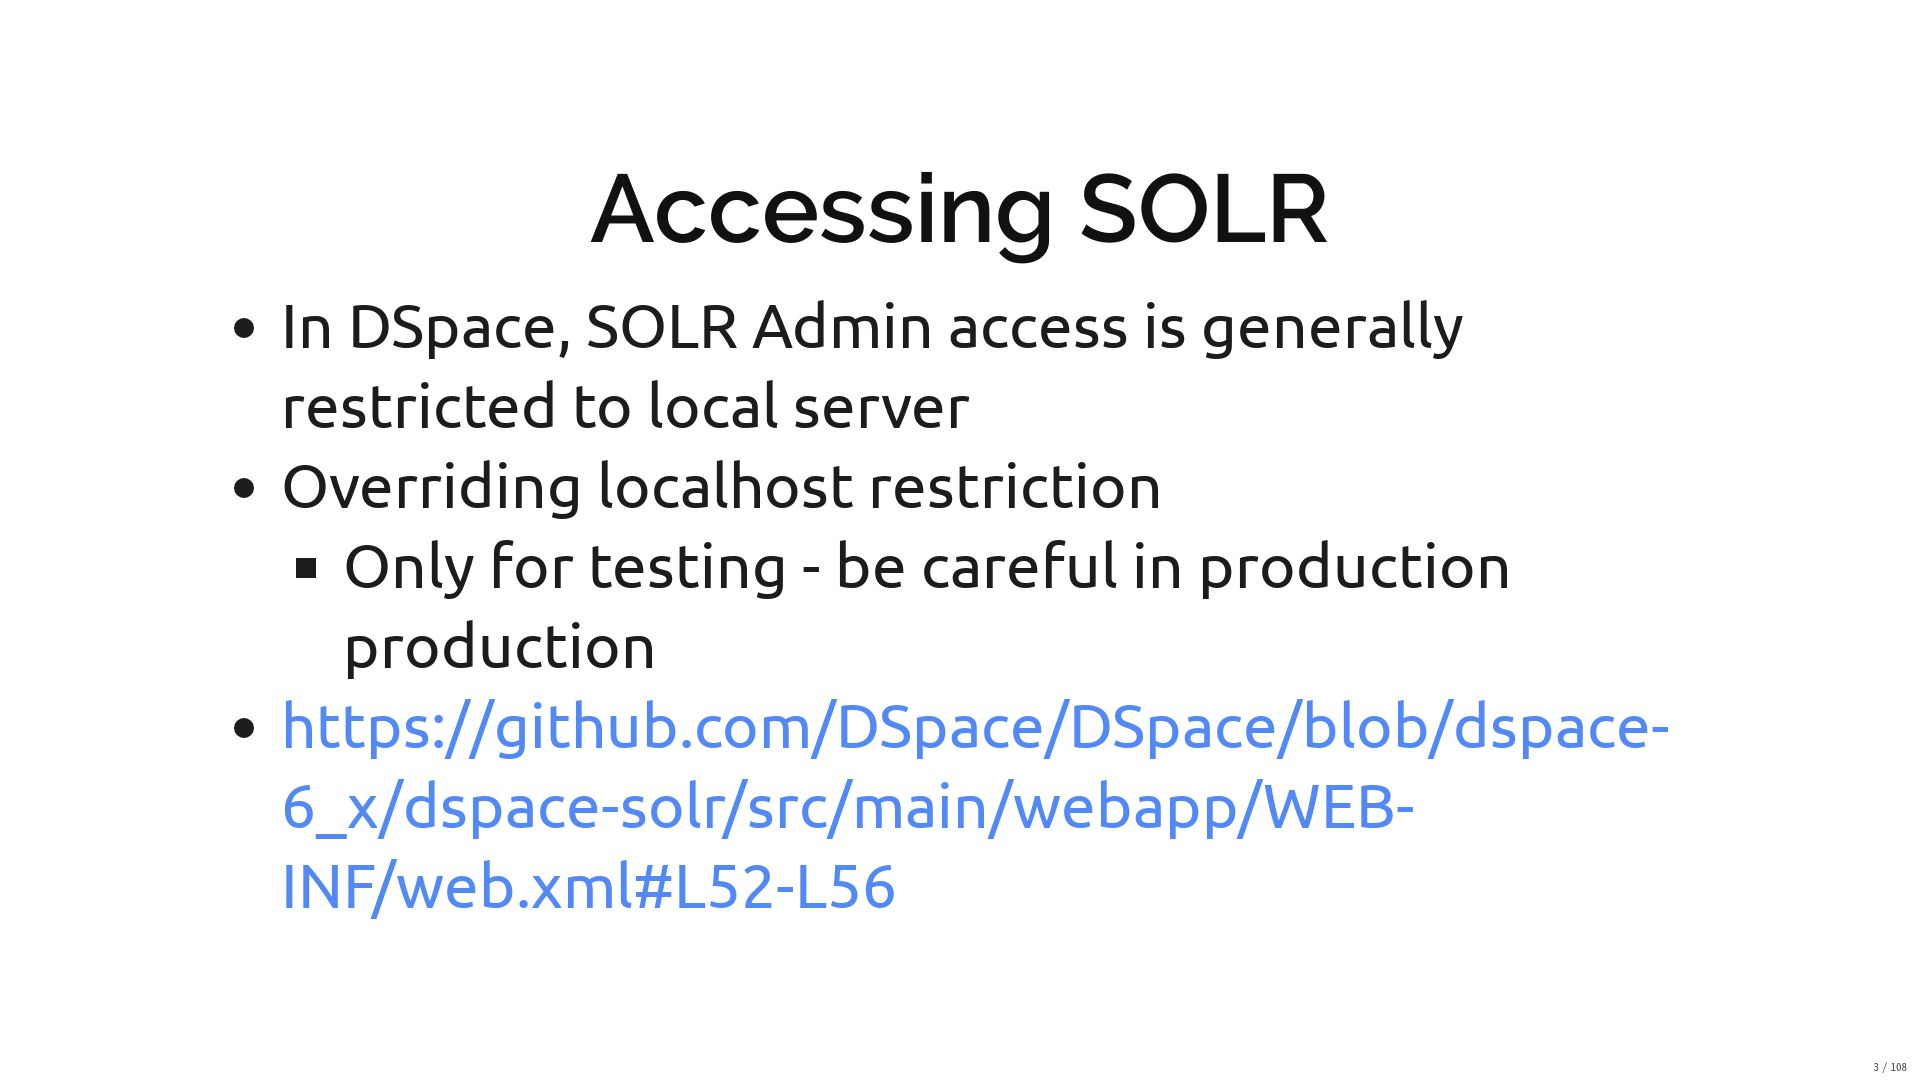 Accessing SOLR
• In DSpace, SOLR Admin access is generally
restricted to local server
• Overriding localhost restriction
▪ Only for testing - be careful in production
production
• https://github.com/DSpace/DSpace/blob/dspace-
6_x/dspace-solr/src/main/webapp/WEB-
INF/web.xml#L52-L56
3 / 108